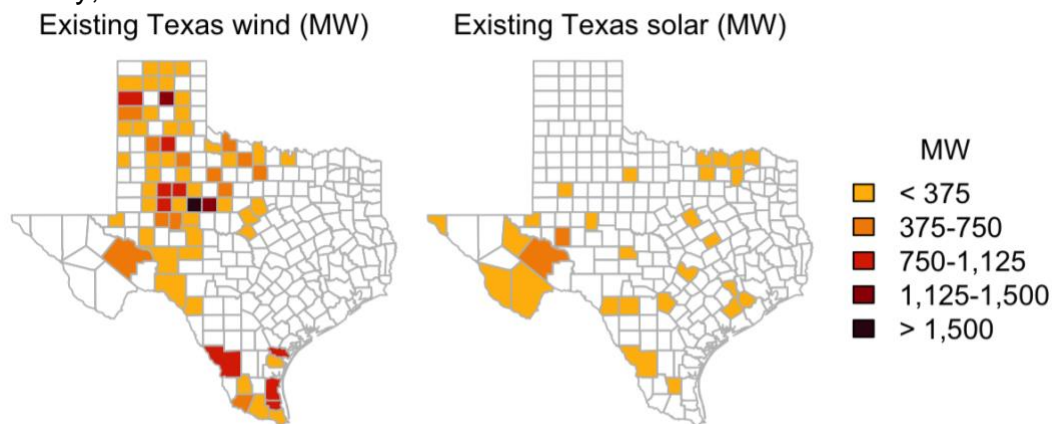 Existing Texas wind (MW)
Existing Texas solar (MW)
MW
< 375
375-750
750-1,125
1,125-1,500
> 1,500